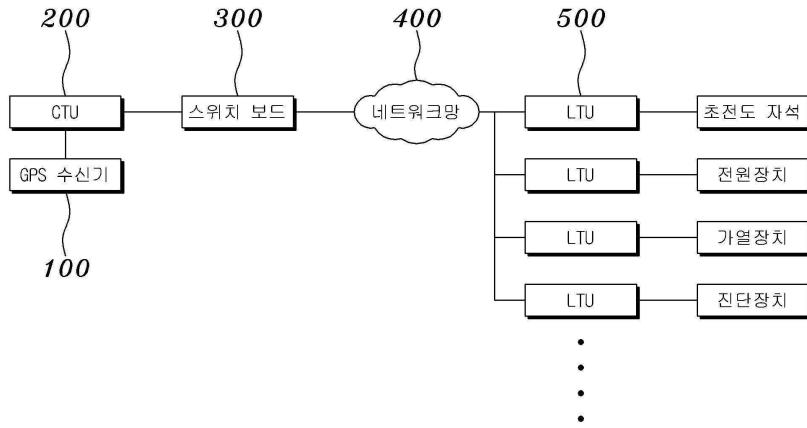 200
300
400
500
CTU
스위치 보드
네트워크망
LTU
초전도 자석
GPS 수신기
LTU
전원장치
100
LTU
가열장치
LTU
진단장치